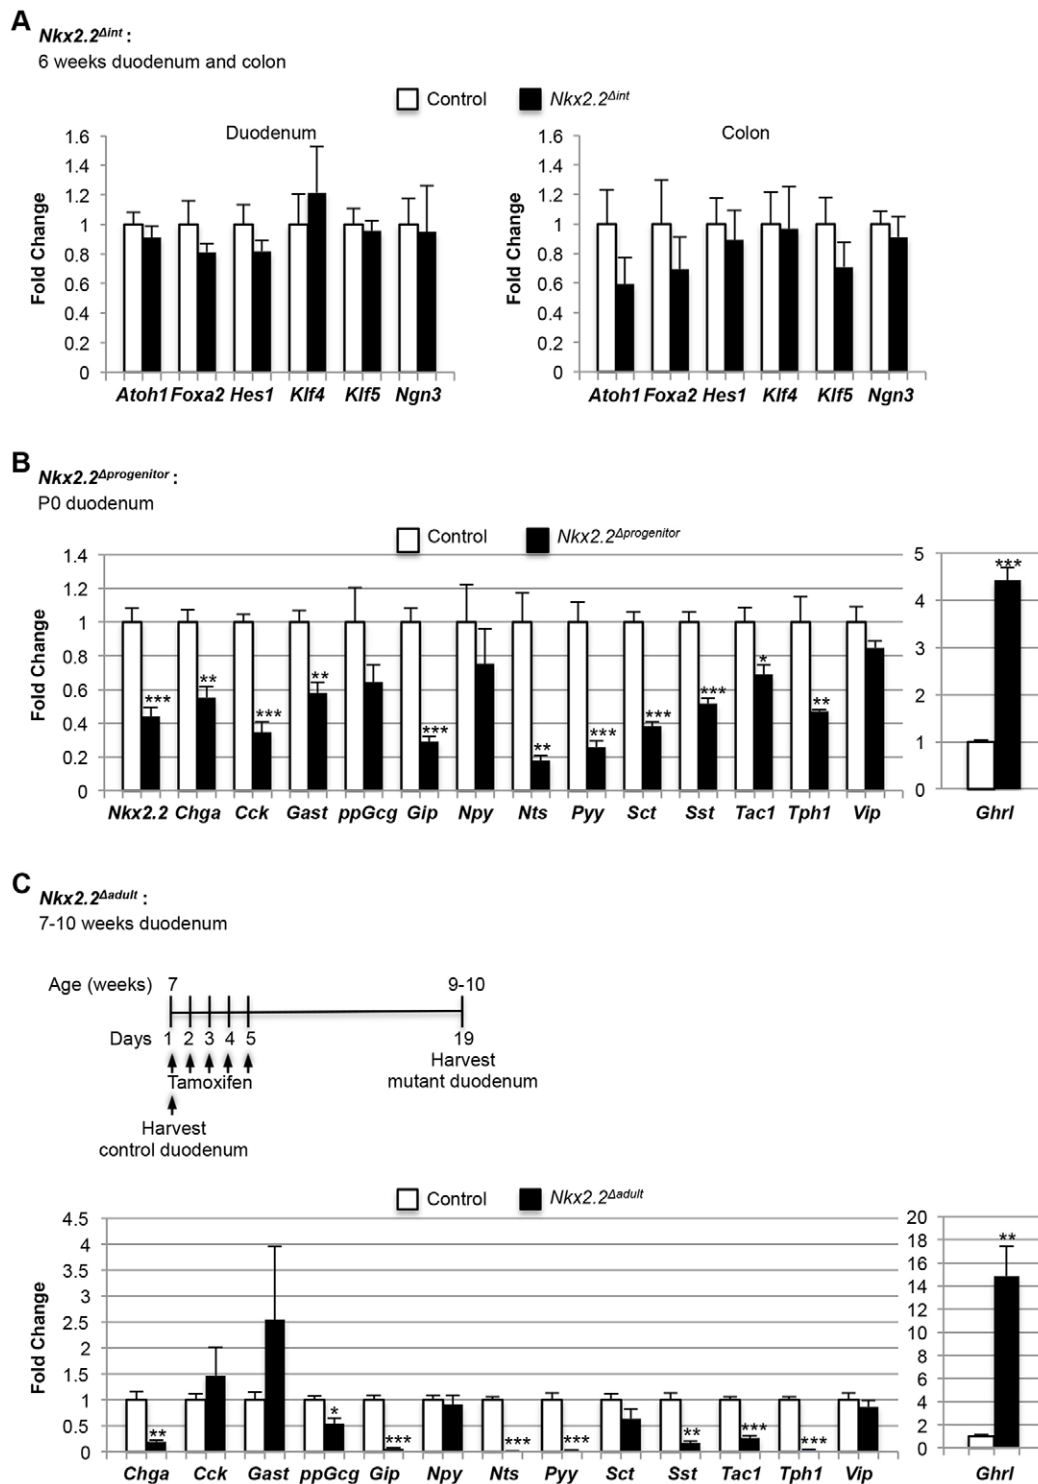 A
Nkx2.2Δint :
6 weeks duodenum and colon
Control Nkx2.2Δint
Duodenum
Fold Change
1.6
1.4
1.2
1
0.8
0.6
0.4
0.2
0
Atoh1 Foxa2 Hes1 Klf4 Klf5 Ngn3
Colon
Fold Change
1.6
1.4
1.2
1
0.8
0.6
0.4
0.2
0
Atoh1 Foxa2 Hes1 Klf4 Klf5 Ngn3
B
Nkx2.2Δprogenitor :
P0 duodenum
Control Nkx2.2Δprogenitor
Fold Change
1.4
1.2
1
0.8
0.6
0.4
0.2
0
*** ** *** ** *** ** *** *** *** * **
Nkx2.2 Chga Cck Gast ppGcg Gip Npy Nts Pyy Sct Sst Tac1 Tph1 Vip
5
4
3
2
1
0
***
Ghrl
C
Nkx2.2Δadult :
7-10 weeks duodenum
Age (weeks) 7 9-10
Days 1 2 3 4 5 19
Tamoxifen
Harvest
control duodenum
Harvest
mutant duodenum
Control Nkx2.2Δadult
Fold Change
4.5
4
3.5
3
2.5
2
1.5
1
0.5
0
** * *** *** *** ** *** ***
Chga Cck Gast ppGcg Gip Npy Nts Pyy Sct Sst Tac1 Tph1 Vip
20
18
16
14
12
10
8
6
4
2
0
**
Ghrl